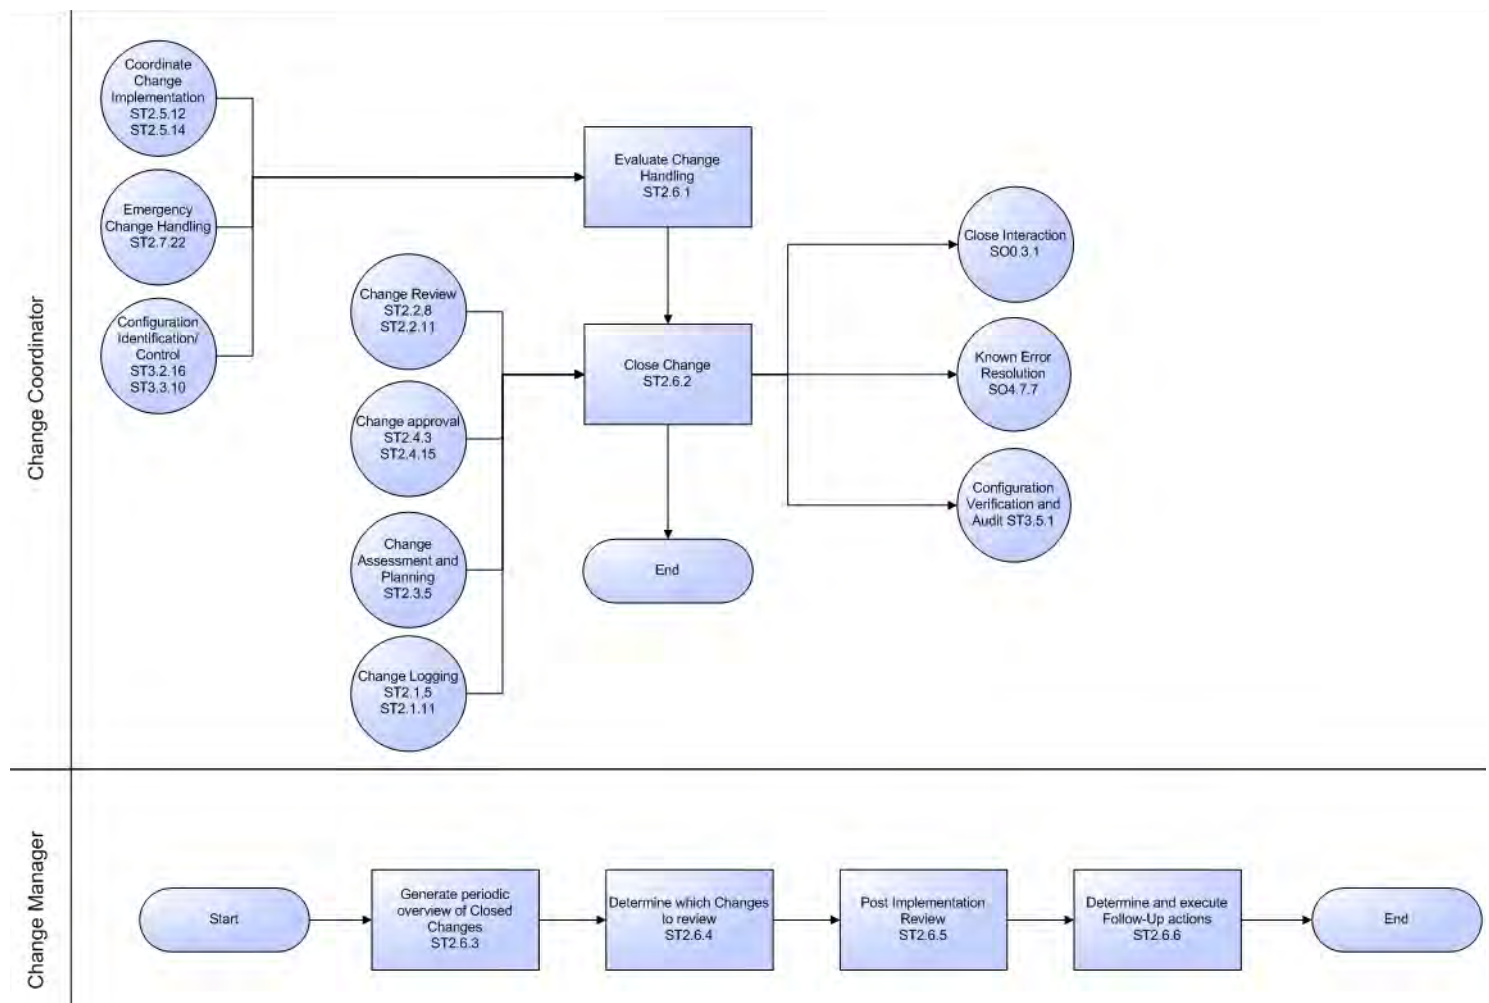 Change Coordinator
Coordinate
Change
Implementation
ST2.5.12
ST2.5.14
Emergency
Change Handling
ST2.7.22
Configuration
Identification/
Control
ST3.2.16
ST3.3.10
Evaluate Change
Handling
ST2.6.1
Change Review
ST2.2,8
ST2.2.11
Change approval
ST2.4.3
ST2.4.15
Change
Assessment and
Planning
ST2.3.5
Change Logging
ST2.1,5
ST2.1.11
Close Change
ST2.6.2
End
Close Interaction
SO0.3.1
Known Error
Resolution
SO4.7.7
Configuration
Verification and
Audit ST3.5.1
Change Manager
Start
Generate periodic
overview of Closed
Changes
ST2.6.3
Determine which Changes
to review
ST2.6.4
Post Implementation
Review
ST2.6.5
Determine and execute
Follow-Up actions
ST2.6.6
End